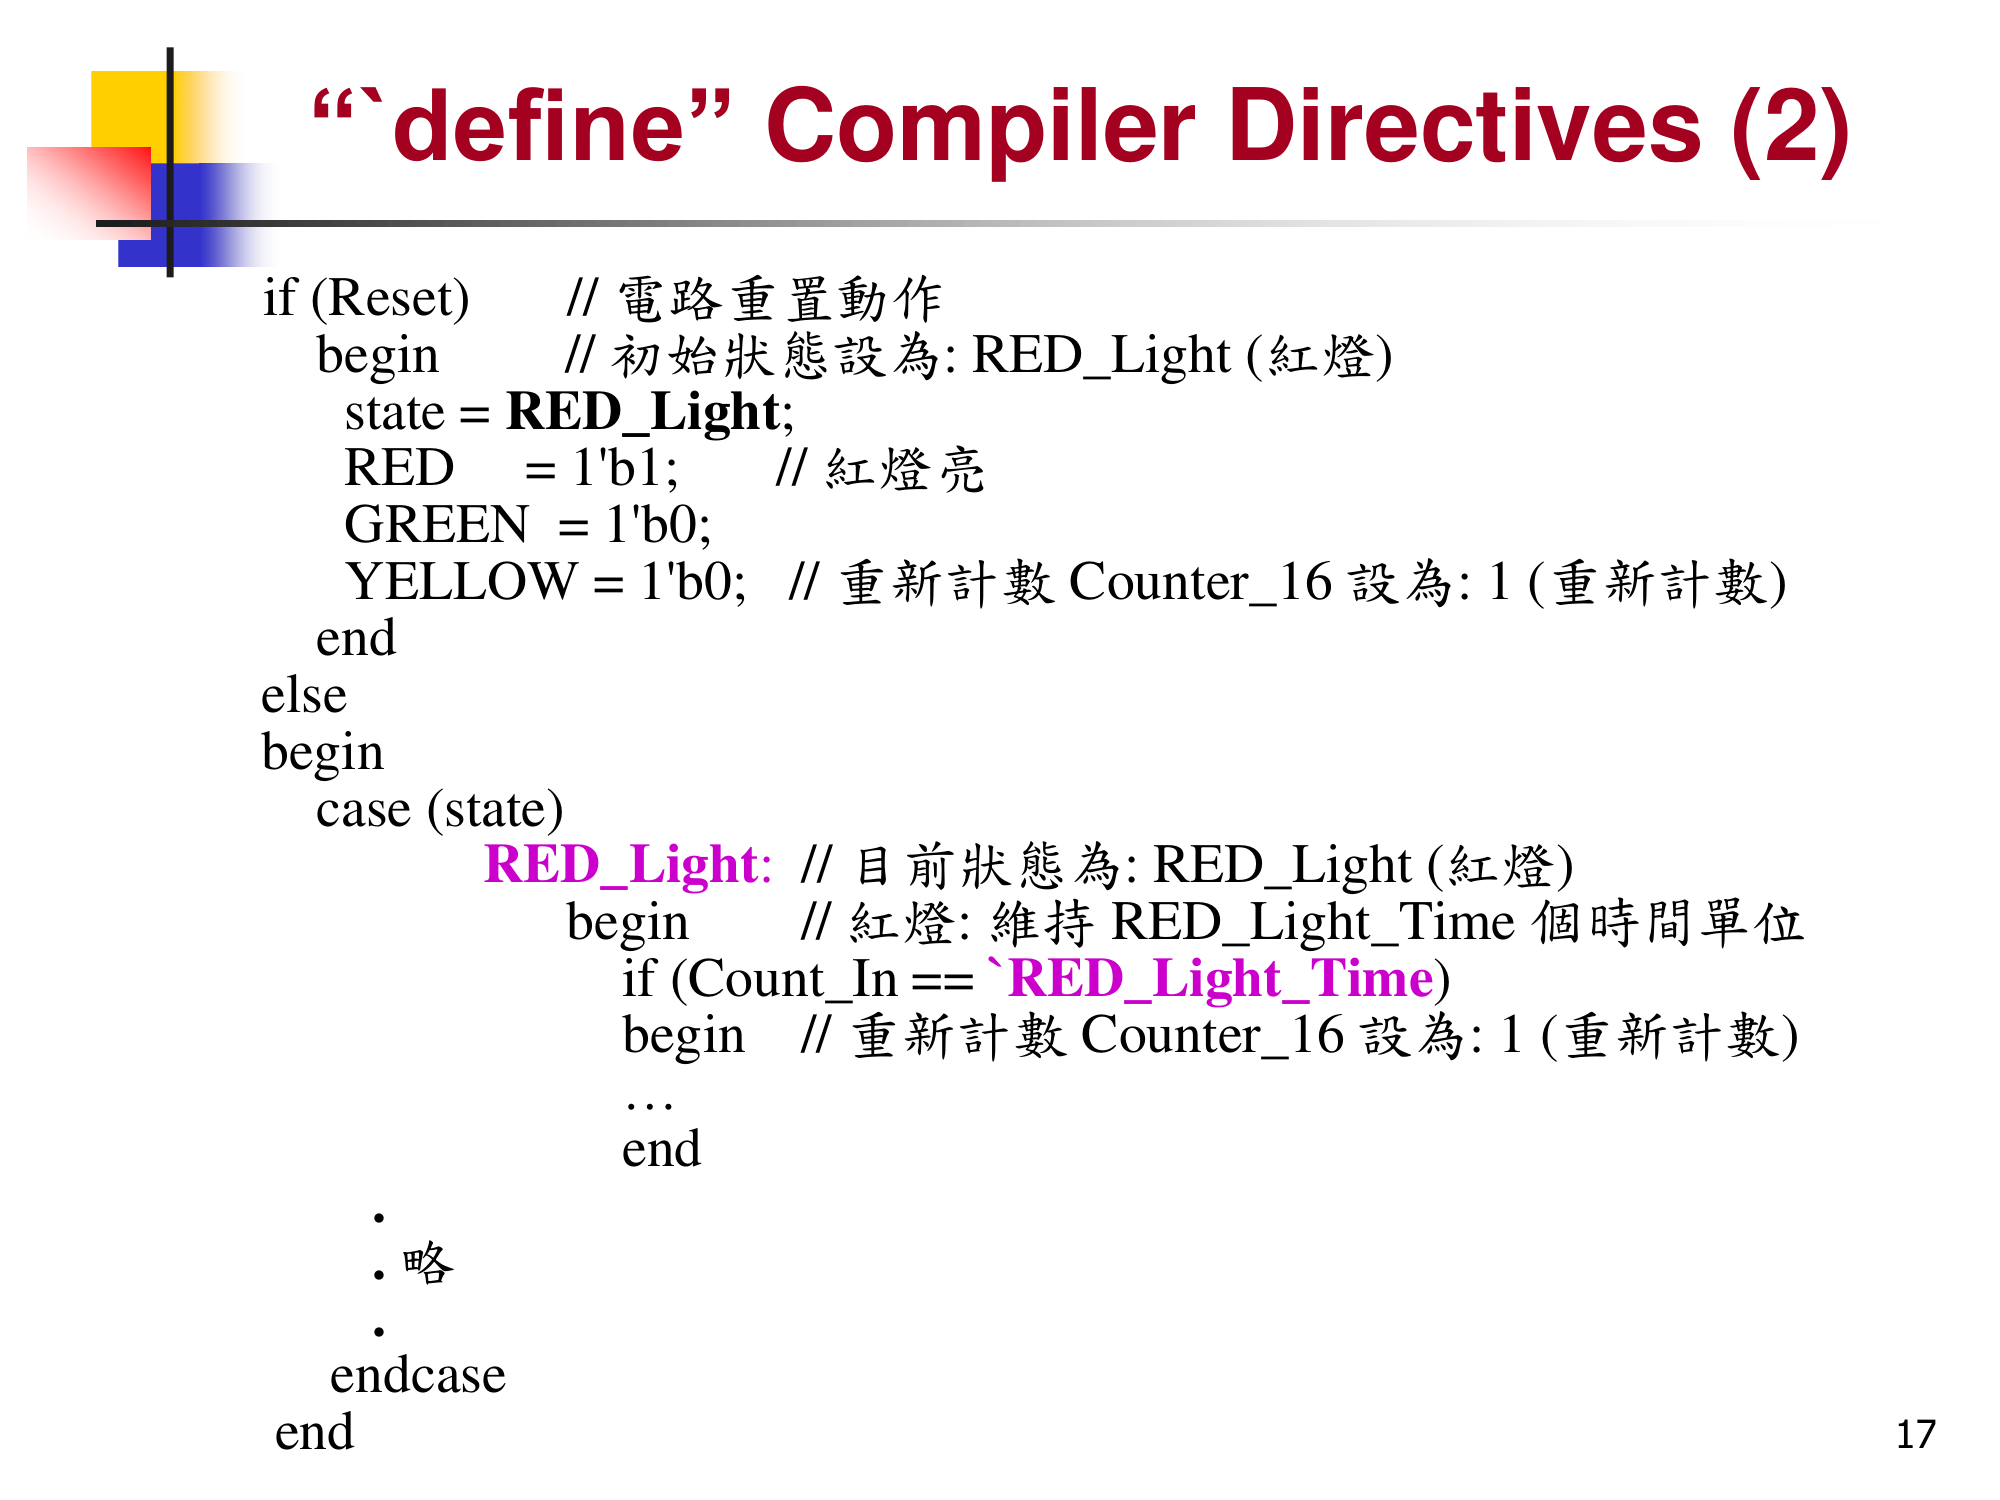 “`define” Compiler Directives (2)
if (Reset) // 電路重置動作
begin // 初始狀態設為: RED_Light (紅燈)
state = RED_Light;
RED = 1'b1; // 紅燈亮
GREEN = 1'b0;
YELLOW = 1'b0; // 重新計數 Counter_16 設為: 1 (重新計數)
end
else
begin
case (state)
RED_Light: // 目前狀態為: RED_Light (紅燈)
begin // 紅燈: 維持 RED_Light_Time 個時間單位
if (Count_In == `RED_Light_Time)
begin // 重新計數 Counter_16 設為: 1 (重新計數)
…
end
.
. 略
.
endcase
end
17